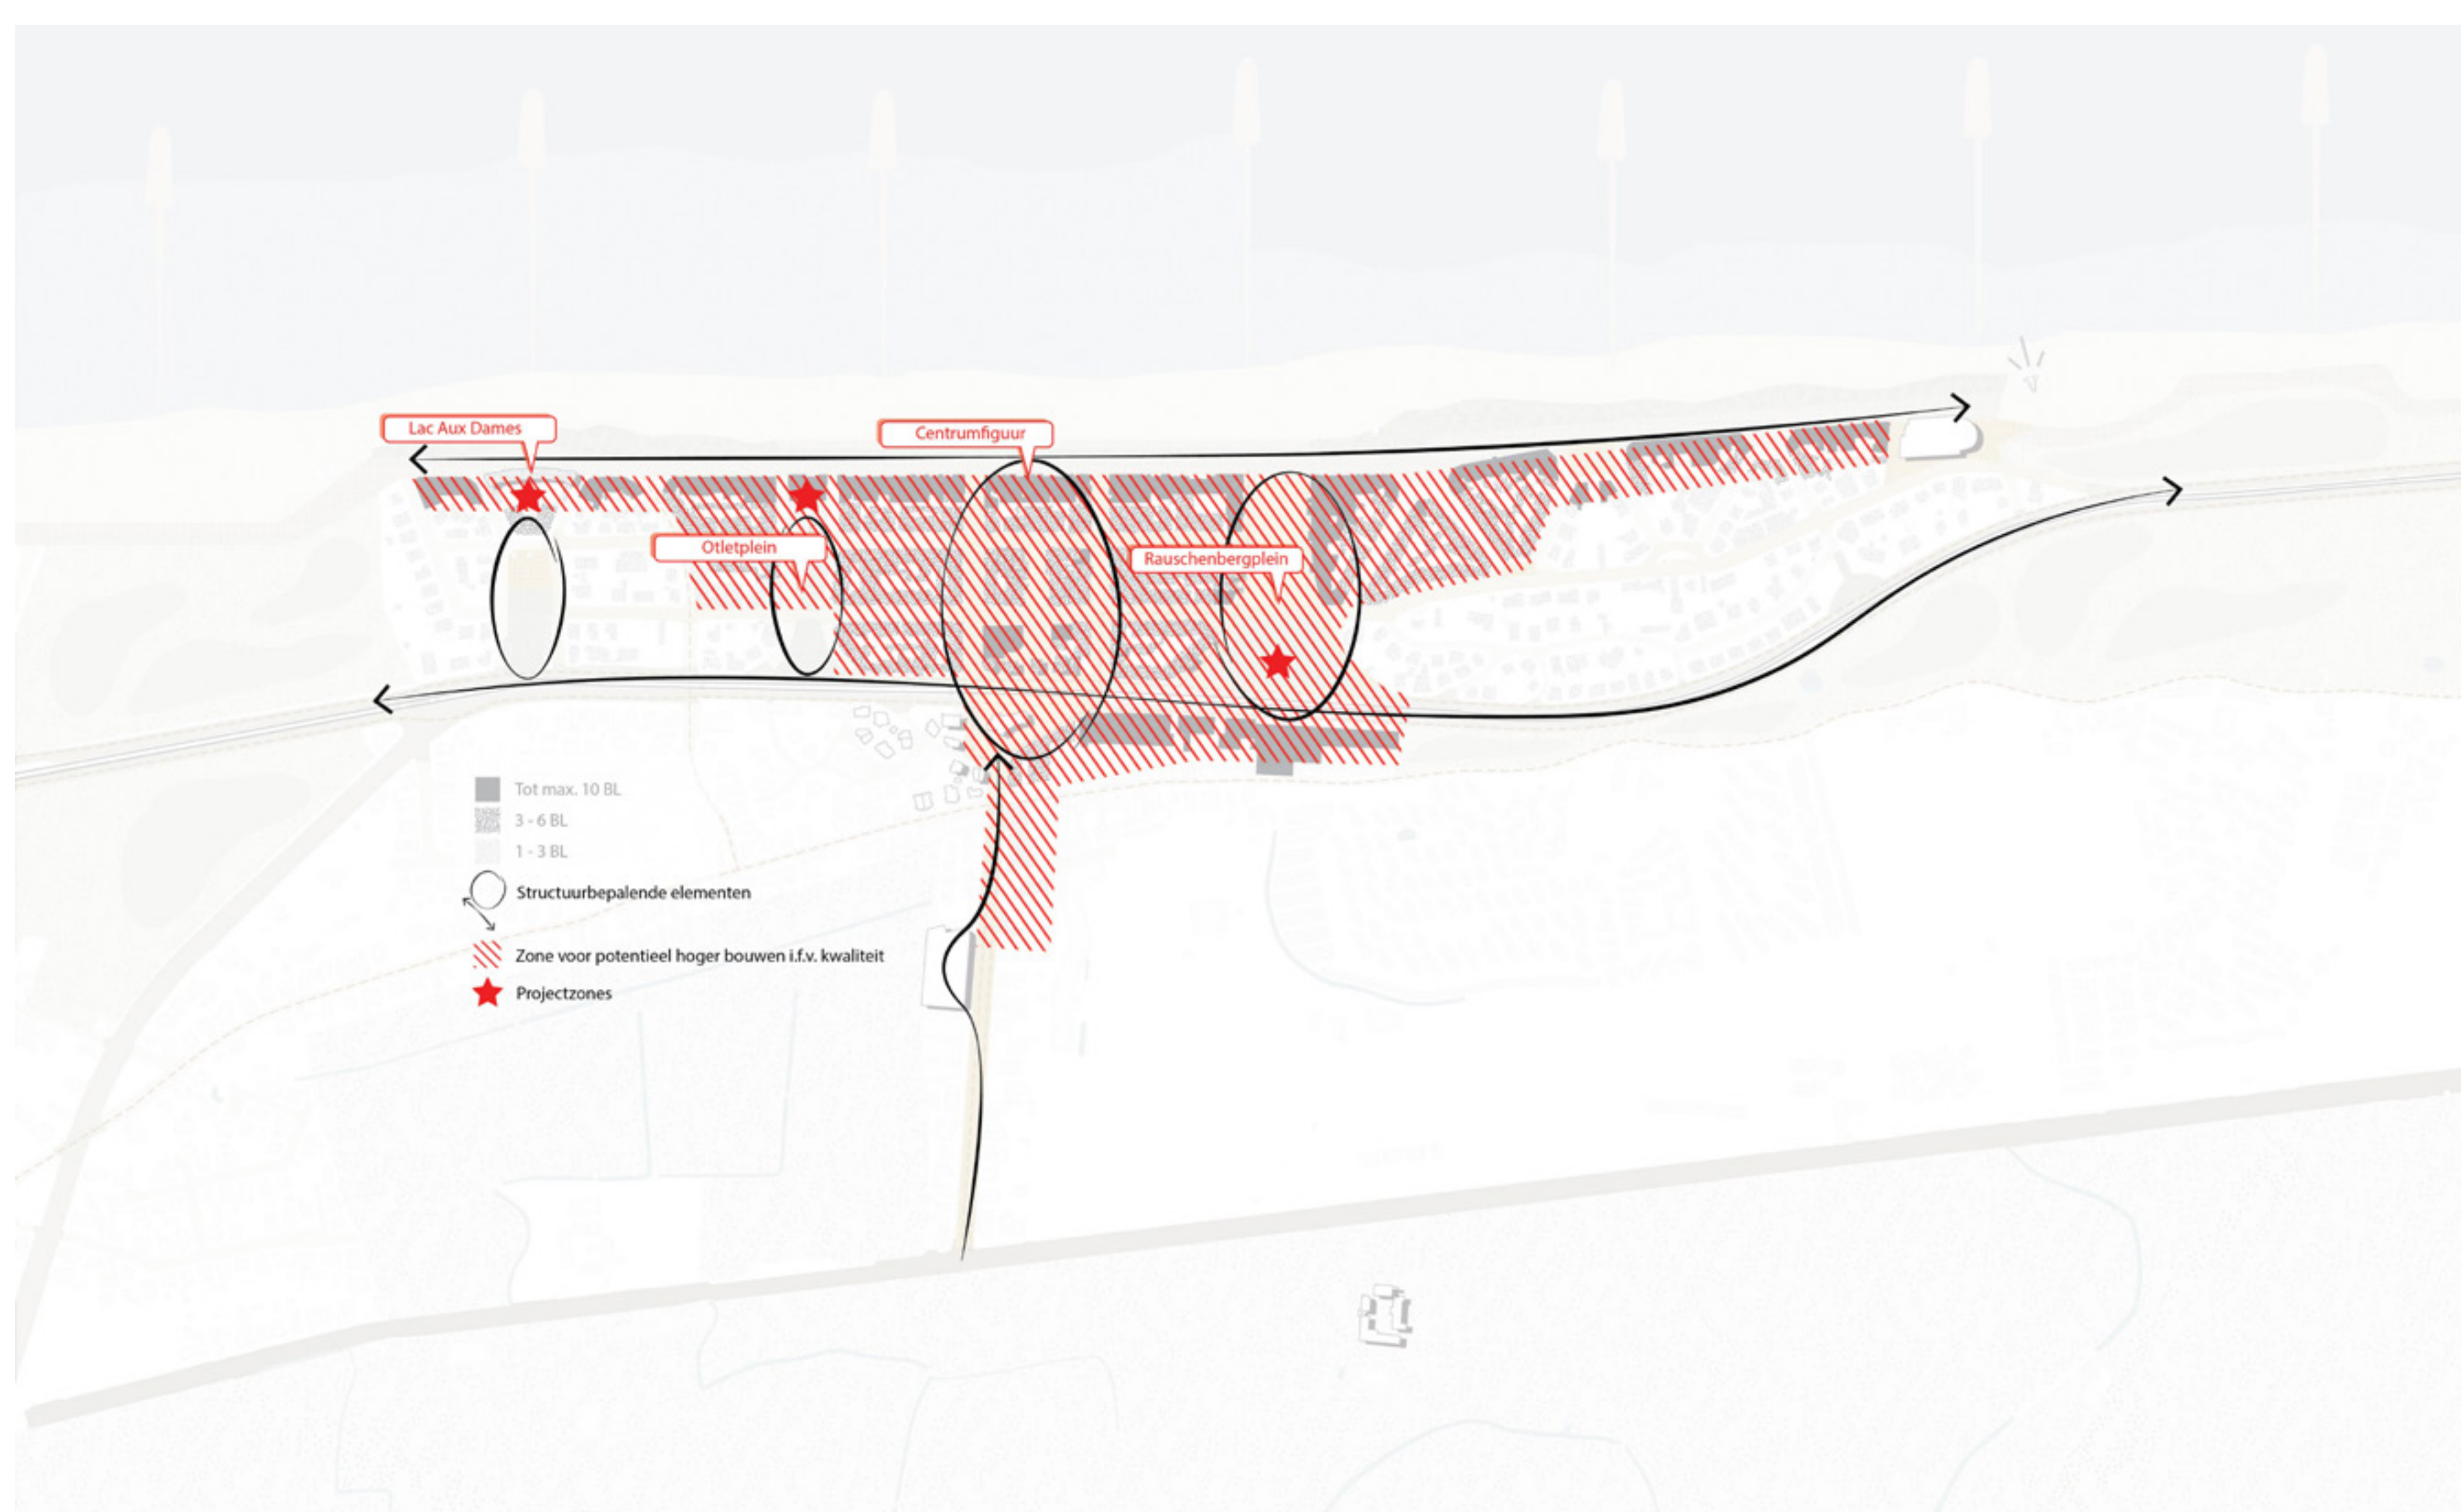 Lac Aux Dames
Centrumfiguur
Otletplein
Rauschenbergplein
Tot max. 10 BL
3 - 6 BL
1 - 3 BL
Structuurbepalende elementen
Zone voor potentieel hoger bouwen i.f.v. kwaliteit
Projectzones